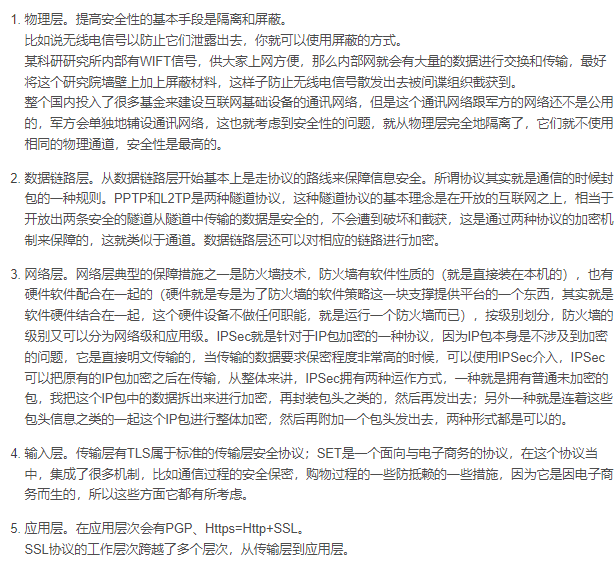 1. 物理层。提高安全性的基本手段是隔离和屏蔽。
比如说无线电信号以防止它们泄露出去，你就可以使用屏蔽的方式。
某科研研究所内部有WIFT信号，供大家上网方便，那么内部网就会有大量的数据进行交换和传输，最好
将这个研究院墙壁上加上屏蔽材料，这样子防止无线电信号散发出去被间谍组织截获到。
整个国内投入了很多基金来建设互联网基础设备的通讯网络，但是这个通讯网络跟军方的网络还不是公用
的，军方会单独地铺设通讯网络，这也就考虑到安全性的问题，就从物理层完全地隔离了，它们就不使用
相同的物理通道，安全性是最高的。
2. 数据链路层。从数据链路层开始基本上是走协议的路线来保障信息安全。所谓协议其实就是通信的时候封
包的一种规则。PPTP和L2TP是两种隧道协议，这种隧道协议的基本理念是在开放的互联网之上，相当于
开放出两条安全的隧道从隧道中传输的数据是安全的，不会遭到破坏和截获，这是通过两种协议的加密机
制来保障的，这就类似于通道。数据链路层还可以对相应的链路进行加密。
3. 网络层。网络层典型的保障措施之一是防火墙技术，防火墙有软件性质的（就是直接装在本机的），也有
硬件软件配合在一起的（硬件就是专是为了防火墙的软件策略这一块支撑提供平台的一个东西，其实就是
软件硬件结合在一起，这个硬件设备不做任何职能，就是运行一个防火墙而已），按级别划分，防火墙的
级别又可以分为网络级和应用级。IPSec就是针对于IP包加密的一种协议，因为IP包本身是不涉及到加密
的问题，它是直接明文传输的，当传输的数据要求保密程度非常高的时候，可以使用IPSec介入，IPSec
可以把原有的IP包加密之后在传输，从整体来讲，IPSec拥有两种运作方式，一种就是拥有普通未加密的
包，我把这个IP包中的数据拆出来进行加密，再封装包头之类的，然后再发出去；另外一种就是连着这些
包头信息之类的一起这个IP包进行整体加密，然后再附加一个包头发出去，两种形式都是可以的。
4. 输入层。传输层有TLS属于标准的传输层安全协议；SET是一个面向与电子商务的协议，在这个协议当
中，集成了很多机制，比如通信过程的安全保密，购物过程的一些防抵赖的一些措施，因为它是因电子商
务而生的，所以这些方面它都有所考虑。
5. 应用层。在应用层次会有PGP、Https=Http+SSL。
SSL协议的工作层次跨越了多个层次，从传输层到应用层。